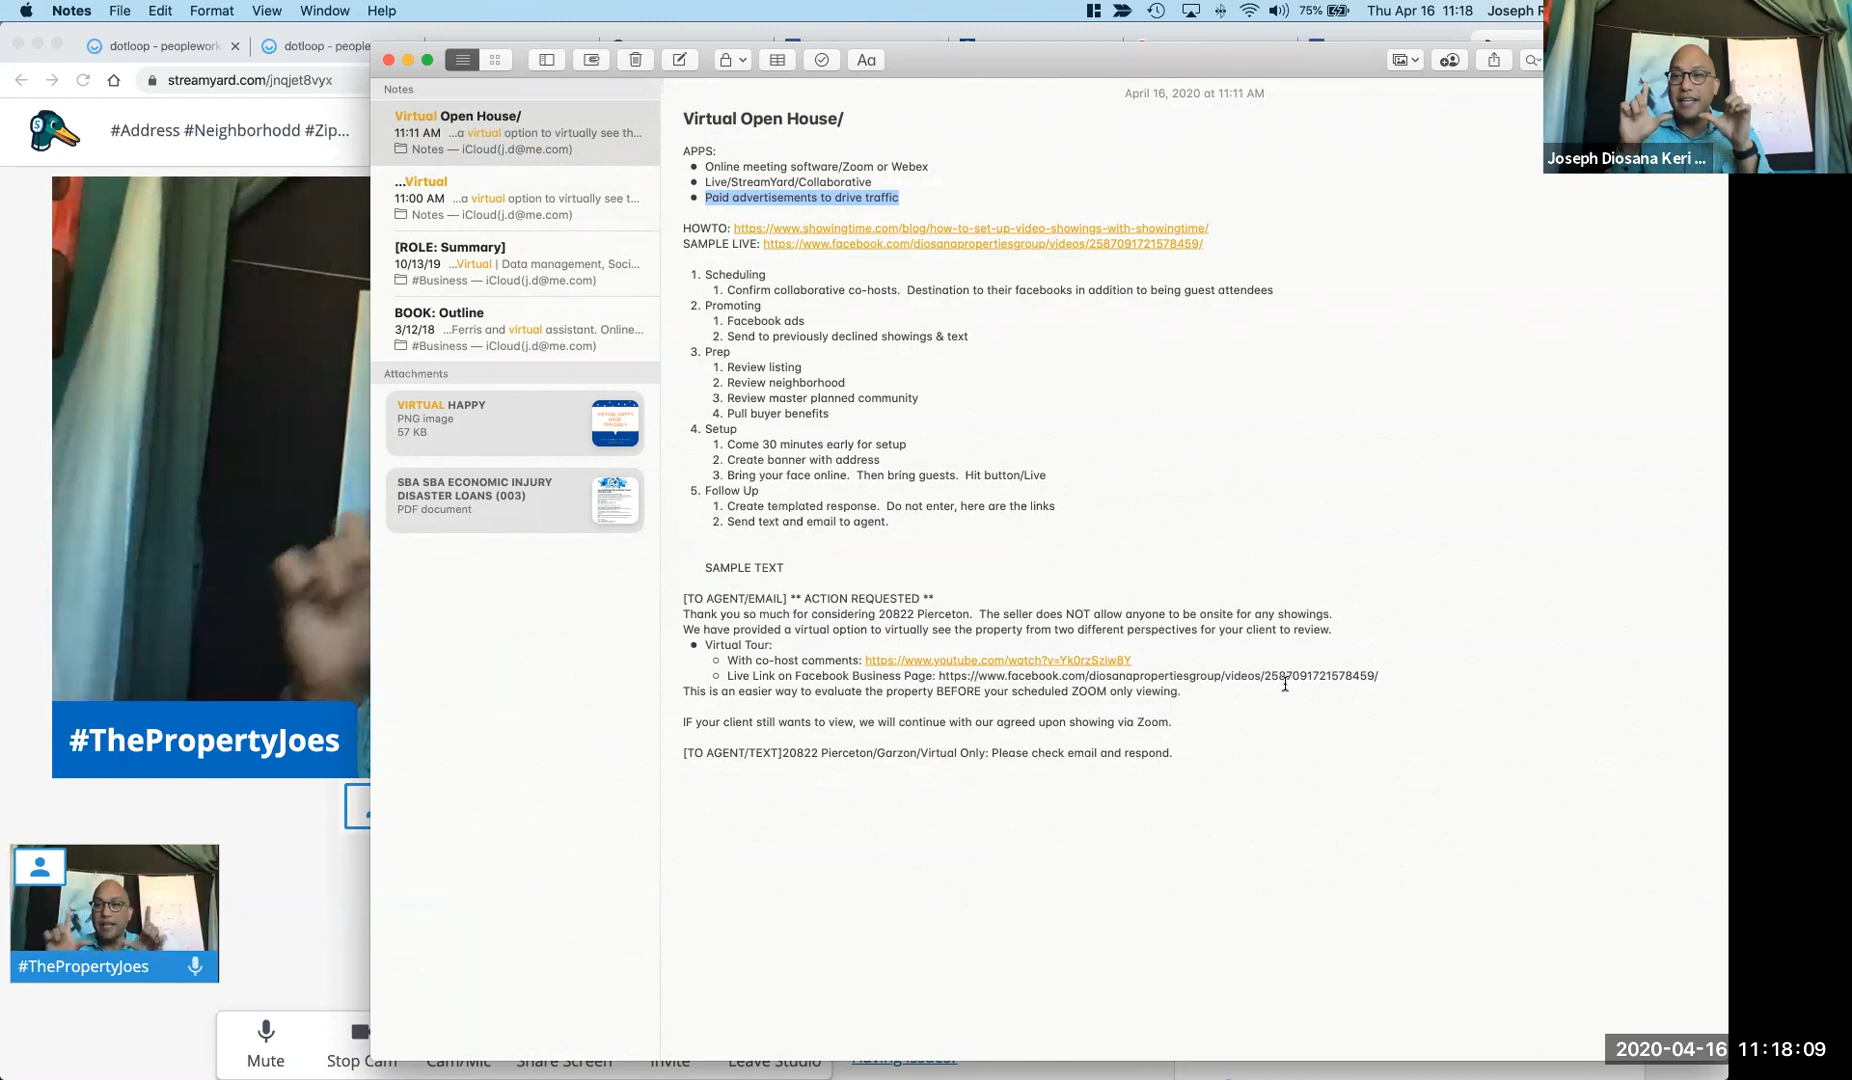 Notes File Edit Format View Window Help
75% Thu Apr 16 11:18 Joseph
dotloop - peoplework
dotloop - people
streamyard.com/jnqjet8vyx
#Address #Neighborhodd #Zip...
#ThePropertyJoes
#ThePropertyJoes
Mute
Stop Cam
Cam/Mic
Share Screen
Invite
Leave Studio
Notes
Virtual Open House/
11:11 AM ...a virtual option to virtually see th...
Notes — iCloud(j.d@me.com)
...Virtual
11:00 AM ...a virtual option to virtually see t...
Notes — iCloud(j.d@me.com)
[ROLE: Summary]
10/13/19 ...Virtual | Data management, Soci...
#Business — iCloud(j.d@me.com)
BOOK: Outline
3/12/18 ...Ferris and virtual assistant. Online...
#Business — iCloud(j.d@me.com)
Attachments
VIRTUAL HAPPY
PNG image
57 KB
SBA SBA ECONOMIC INJURY
DISASTER LOANS (003)
PDF document
Aa
April 16, 2020 at 11:11 AM
Virtual Open House/
APPS:
• Online meeting software/Zoom or Webex
• Live/StreamYard/Collaborative
• Paid advertisements to drive traffic
HOWTO: https://www.showingtime.com/blog/how-to-set-up-video-showings-with-showingtime/
SAMPLE LIVE: https://www.facebook.com/diosanapropertiesgroup/videos/2587091721578459/
1. Scheduling
1. Confirm collaborative co-hosts. Destination to their facebooks in addition to being guest attendees
2. Promoting
1. Facebook ads
2. Send to previously declined showings & text
3. Prep
1. Review listing
2. Review neighborhood
3. Review master planned community
4. Pull buyer benefits
4. Setup
1. Come 30 minutes early for setup
2. Create banner with address
3. Bring your face online. Then bring guests. Hit button/Live
5. Follow Up
1. Create templated response. Do not enter, here are the links
2. Send text and email to agent.
SAMPLE TEXT
[TO AGENT/EMAIL] ** ACTION REQUESTED **
Thank you so much for considering 20822 Pierceton. The seller does NOT allow anyone to be onsite for any showings.
We have provided a virtual option to virtually see the property from two different perspectives for your client to review.
• Virtual Tour:
○ With co-host comments: https://www.youtube.com/watch?v=Yk0rzSziw8Y
○ Live Link on Facebook Business Page: https://www.facebook.com/diosanapropertiesgroup/videos/2587091721578459/
This is an easier way to evaluate the property BEFORE your scheduled ZOOM only viewing.
IF your client still wants to view, we will continue with our agreed upon showing via Zoom.
[TO AGENT/TEXT]20822 Pierceton/Garzon/Virtual Only: Please check email and respond.
Joseph Diosana Keri ...
2020-04-16 11:18:09